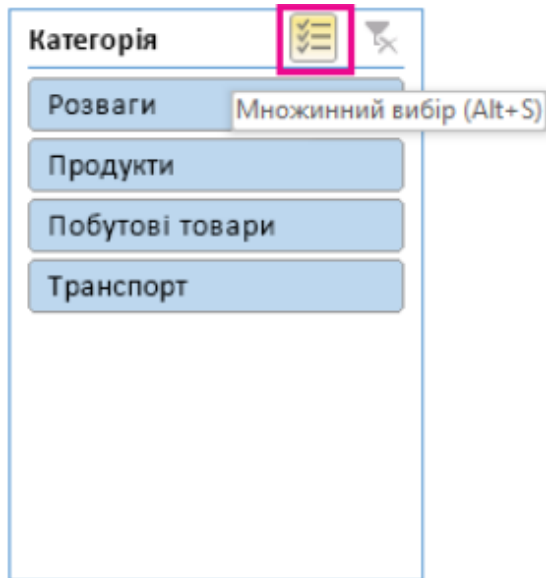 Категорія
Розваги
Множинний вибір (Alt+S)
Продукти
Побутові товари
Транспорт